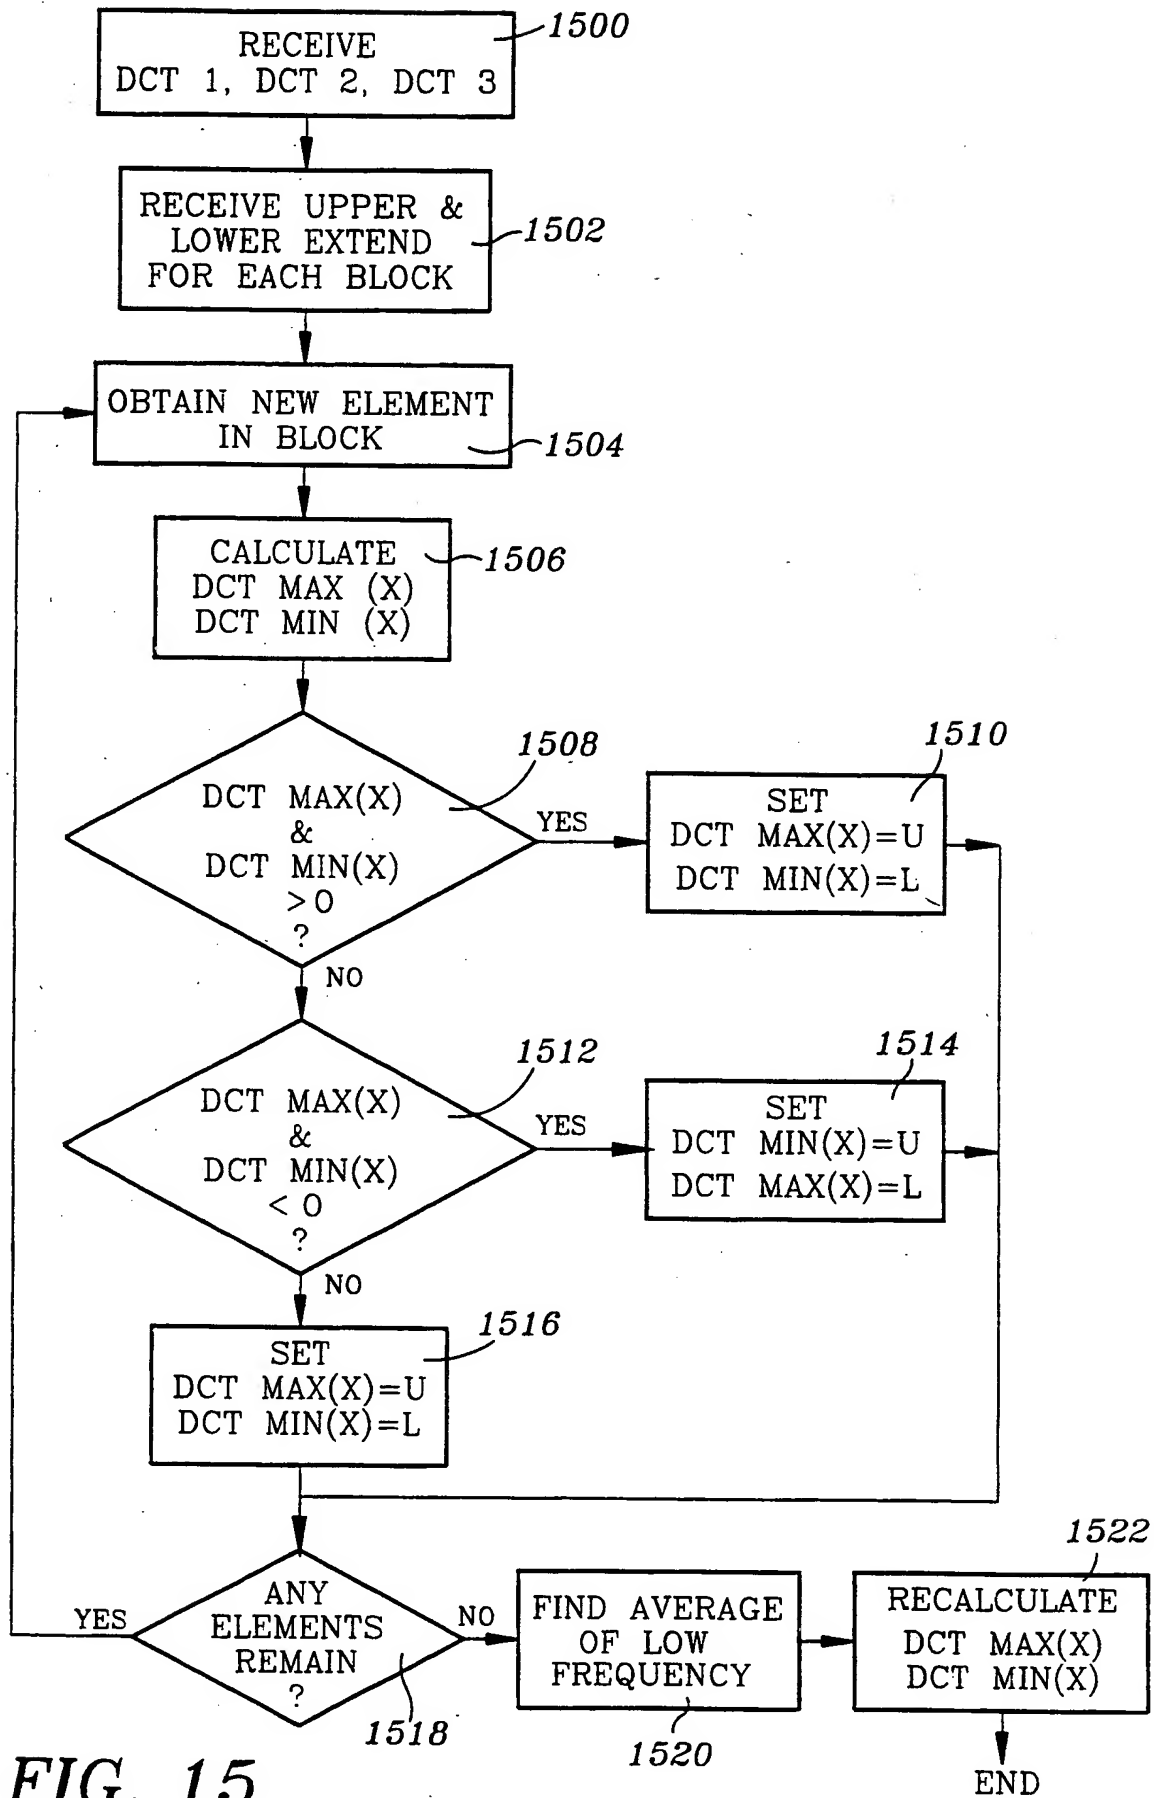 1500
RECEIVE
DCT 1, DCT 2, DCT 3
RECEIVE UPPER &
LOWER EXTEND
FOR EACH BLOCK
1502
OBTAIN NEW ELEMENT
IN BLOCK
1504
CALCULATE
DCT MAX (X)
DCT MIN (X)
1506
1508
DCT MAX(X)
&
DCT MIN(X)
>0
?
YES
NO
1510
SET
DCT MAX(X)=U
DCT MIN(X)=L
1512
DCT MAX(X)
&
DCT MIN(X)
<0
?
YES
NO
1514
SET
DCT MIN(X)=U
DCT MAX(X)=L
1516
SET
DCT MAX(X)=U
DCT MIN(X)=L
YES
ANY
ELEMENTS
REMAIN
?
NO
1518
FIND AVERAGE
OF LOW
FREQUENCY
1520
1522
RECALCULATE
DCT MAX(X)
DCT MIN(X)
END
FIG. 15